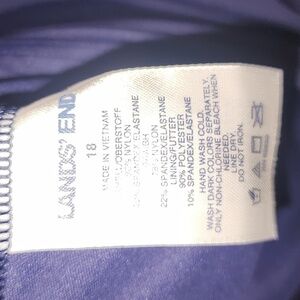 LANDS' END
18
MADE IN VIETNAM
SHELL/OBERSTOFF
NYLON
SPANDEX/ELASTANE
NYLON
22% SPANDEX/ELASTANE
LINING/FUTTER
90% POLYESTER
10% SPANDEX/ELASTANE
HAND WASH COLD.
WASH DARK COLORS SEPARATELY.
ONLY NON-CHLORINE BLEACH WHEN
NEEDED.
LINE DRY.
DO NOT IRON.